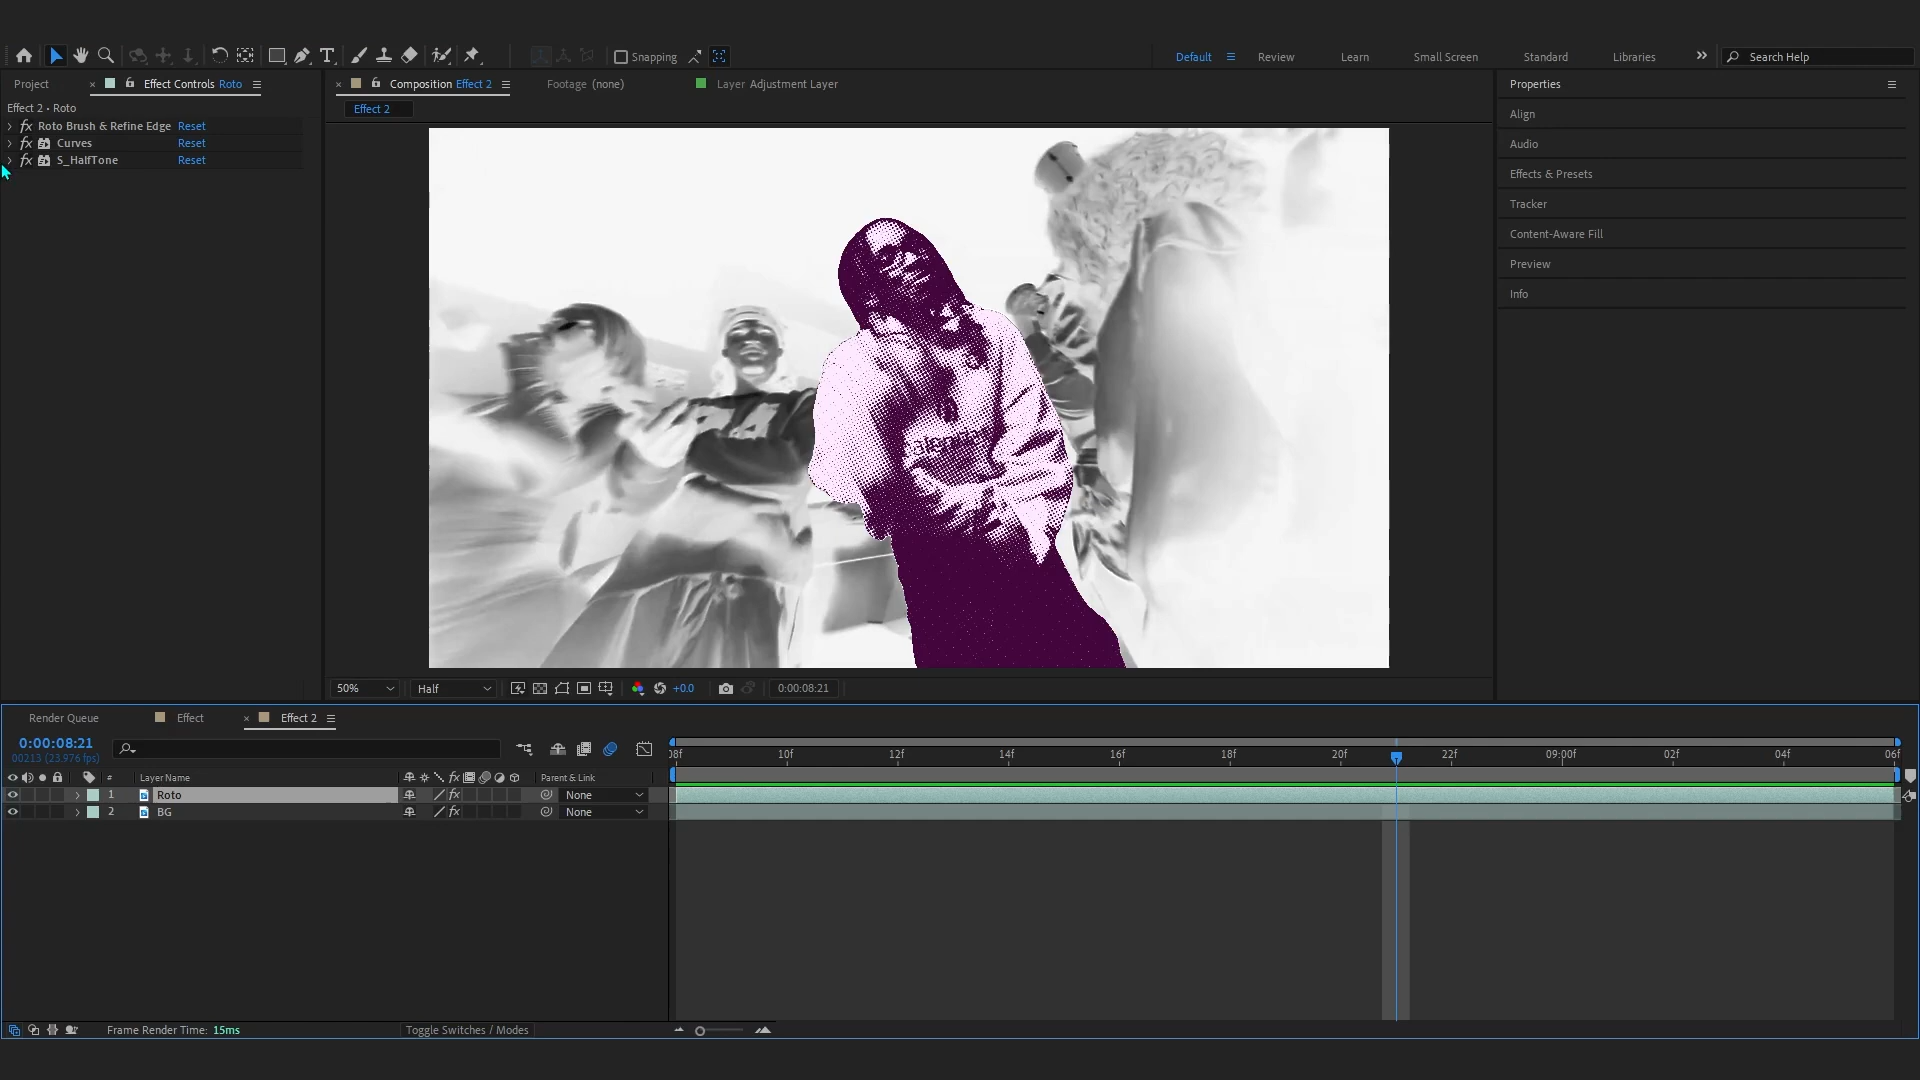 Snapping
Default
Review
Learn
Small Screen
Standard
Libraries
Search Help
Project
Effect Controls Roto
Composition Effect 2
Footage (none)
Layer Adjustment Layer
Properties
Effect 2 • Roto
Effect 2
Roto Brush & Refine Edge Reset
Curves Reset
S_HalfTone Reset
Align
Audio
Effects & Presets
Tracker
Content-Aware Fill
Preview
Info
50%
Half
+0.0
0:00:08:21
Render Queue
Effect
Effect 2
0:00:08:21
00213 (23.976 fps)
08f 10f 12f 14f 16f 18f 20f 22f 09:00f 02f 04f 06f
# Layer Name
Parent & Link
1 Roto None
2 BG None
Frame Render Time: 15ms
Toggle Switches / Modes